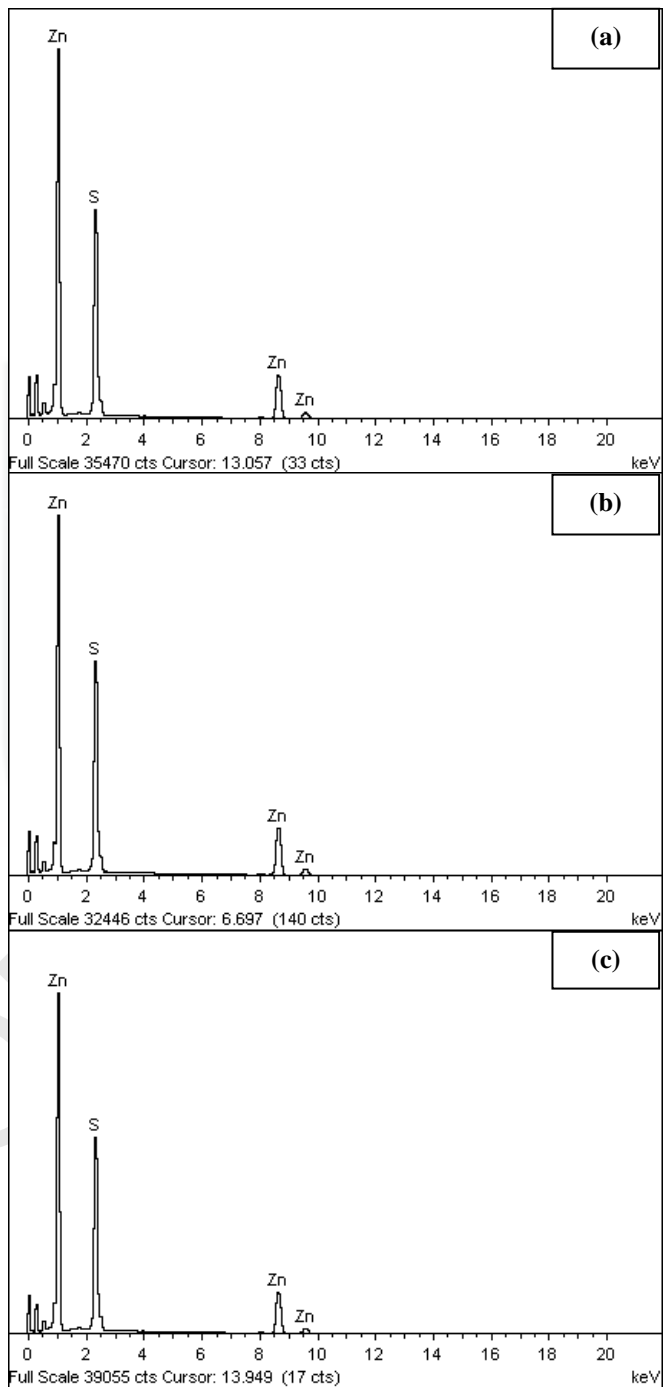 (a)
Zn
S
Zn
Zn
0 2 4 6 8 10 12 14 16 18 20
Full Scale 35470 cts Cursor: 13.057 (33 cts) keV
(b)
Zn
S
Zn
Zn
0 2 4 6 8 10 12 14 16 18 20
Full Scale 32446 cts Cursor: 6.697 (140 cts) keV
(c)
Zn
S
Zn
Zn
0 2 4 6 8 10 12 14 16 18 20
Full Scale 39055 cts Cursor: 13.949 (17 cts) keV